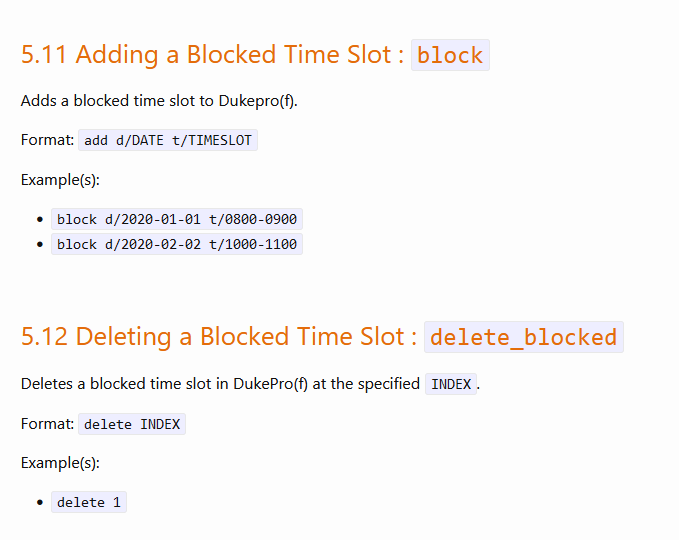 5.11 Adding a Blocked Time Slot : block
Adds a blocked time slot to Dukepro(f).
Format: add d/DATE t/TIMESLOT
Example(s):
• block d/2020-01-01 t/0800-0900
• block d/2020-02-02 t/1000-1100
5.12 Deleting a Blocked Time Slot : delete_blocked
Deletes a blocked time slot in DukePro(f) at the specified INDEX.
Format: delete INDEX
Example(s):
• delete 1